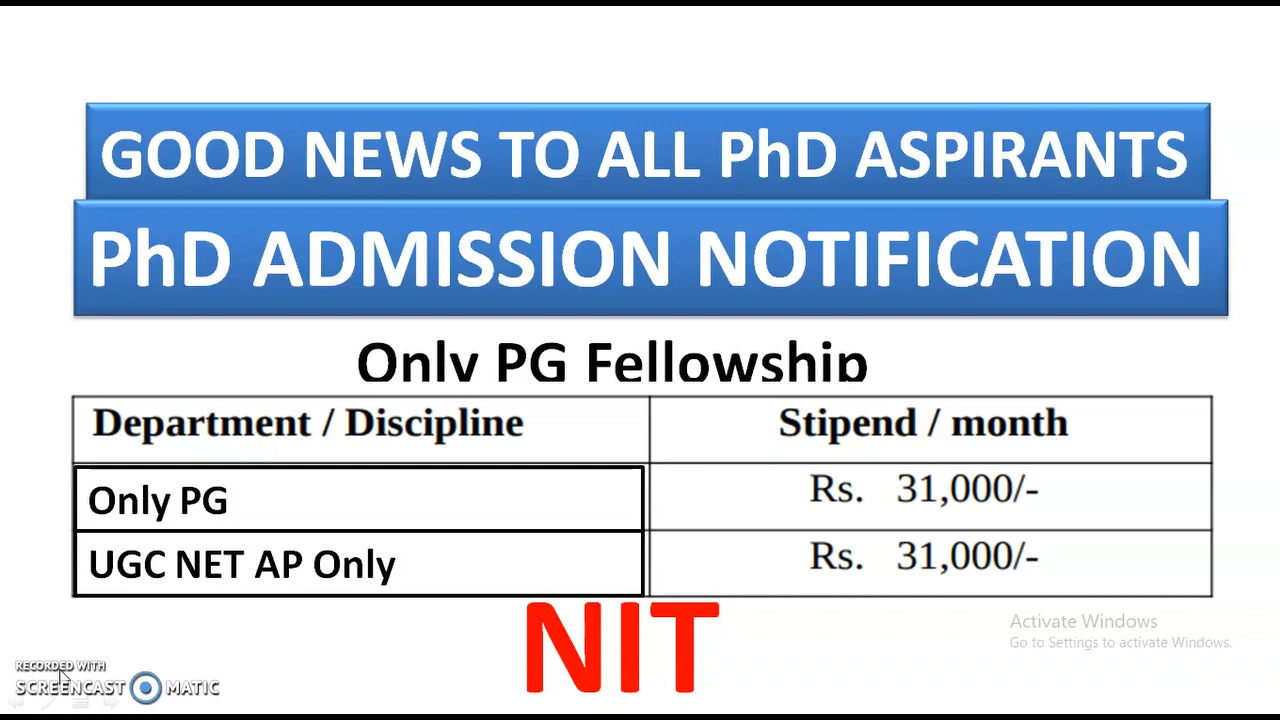 GOOD NEWS TO ALL PhD ASPIRANTS
PhD ADMISSION NOTIFICATION
Only PG Fellowship
Department / Discipline Stipend / month
Only PG Rs. 31,000/-
UGC NET AP Only Rs. 31,000/-
NIT
Activate Windows
Go to Settings to activate Windows.
RECORDED WITH
SCREENCAST MATIC